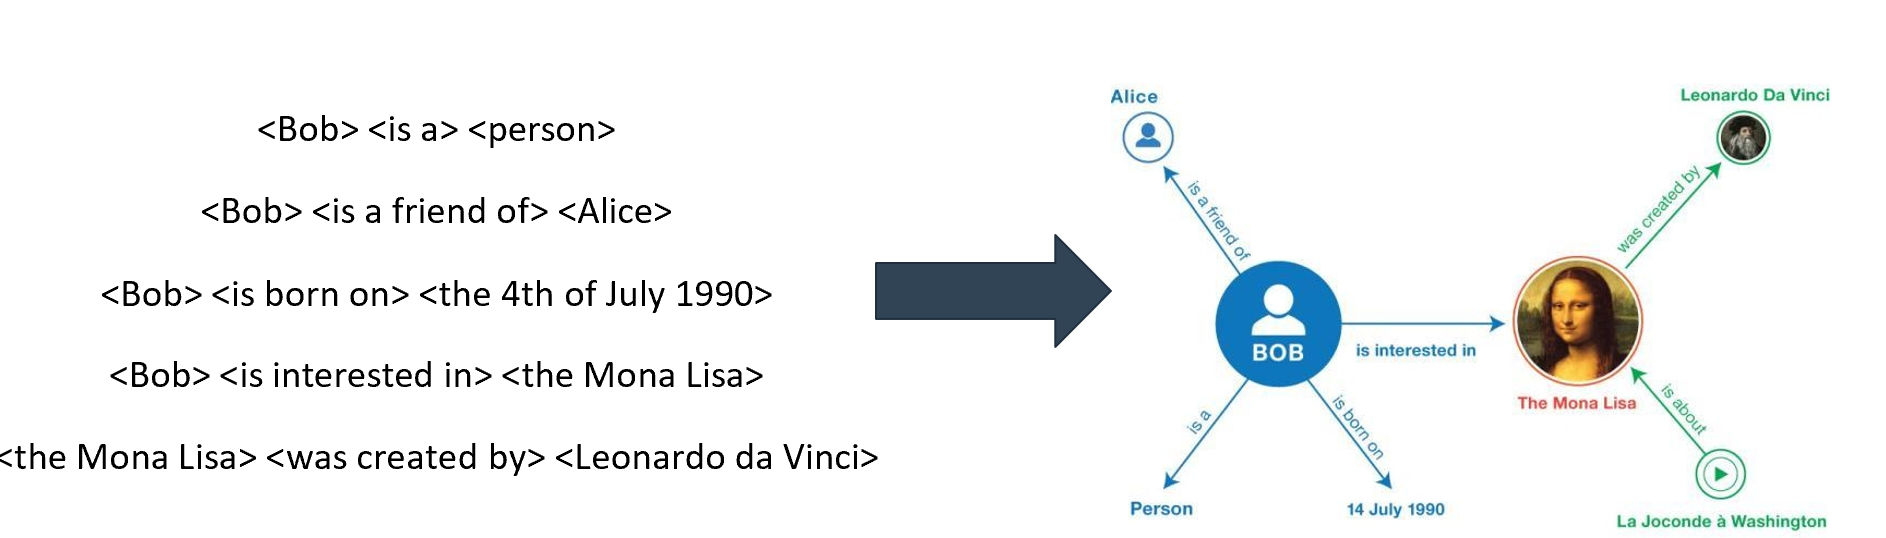 <Bob> <is a> <person>
<Bob> <is a friend of> <Alice>
<Bob> <is born on> <the 4th of July 1990>
<Bob> <is interested in> <the Mona Lisa>
<the Mona Lisa> <was created by> <Leonardo da Vinci>
Alice
Leonardo Da Vinci
is a friend of
was created by
BOB
is interested in
The Mona Lisa
is a
is born on
is about
Person
14 July 1990
La Joconde à Washington